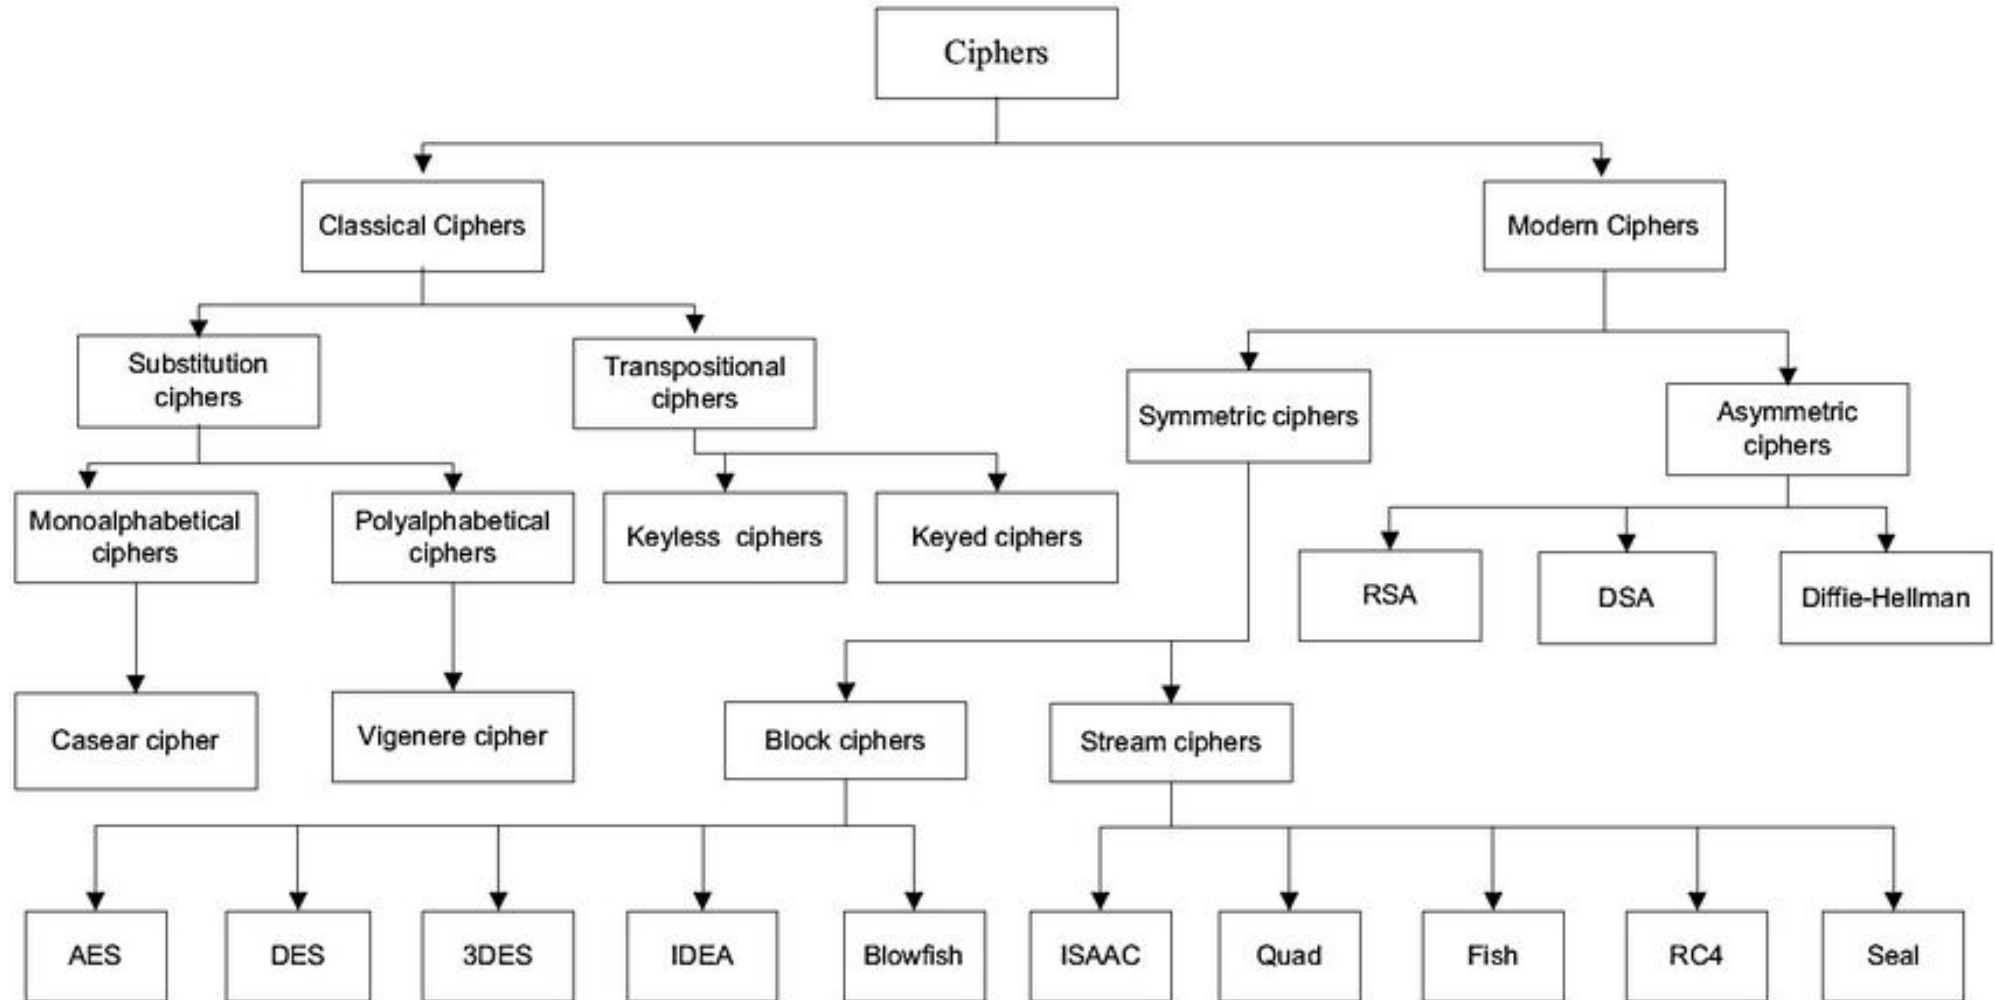 Ciphers
Classical Ciphers
Modern Ciphers
Substitution
ciphers
Transpositional
ciphers
Symmetric ciphers
Asymmetric
ciphers
Monoalphabetical
ciphers
Polyalphabetical
ciphers
Keyless ciphers
Keyed ciphers
RSA
DSA
Diffie-Hellman
Casear cipher
Vigenere cipher
Block ciphers
Stream ciphers
AES
DES
3DES
IDEA
Blowfish
ISAAC
Quad
Fish
RC4
Seal